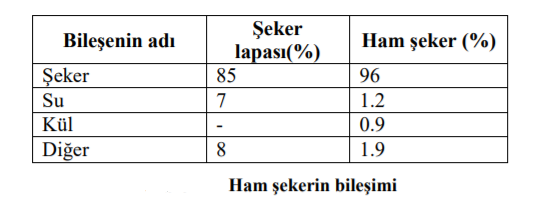 Bileşenin adı Şeker lapası(%) Ham şeker (%)
Şeker 85 96
Su 7 1.2
Kül - 0.9
Diğer 8 1.9
Ham şekerin bileşimi